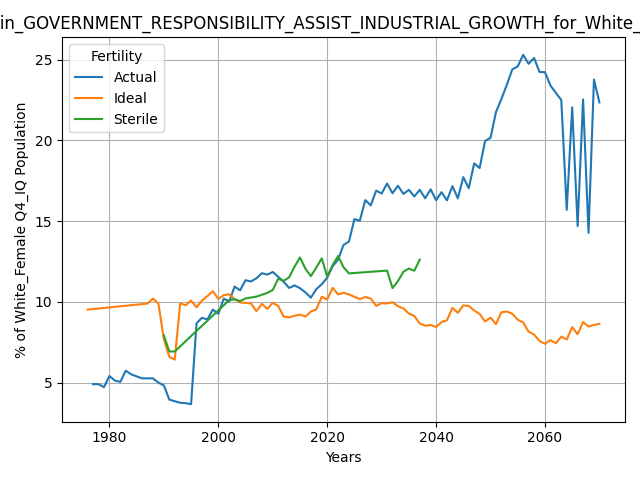 in_GOVERNMENT_RESPONSIBILITY_ASSIST_INDUSTRIAL_GROWTH_for_White_
Fertility
Actual
Ideal
Sterile
% of White_Female Q4_IQ Population
25
20
15
10
5
1980
2000
2020
2040
2060
Years